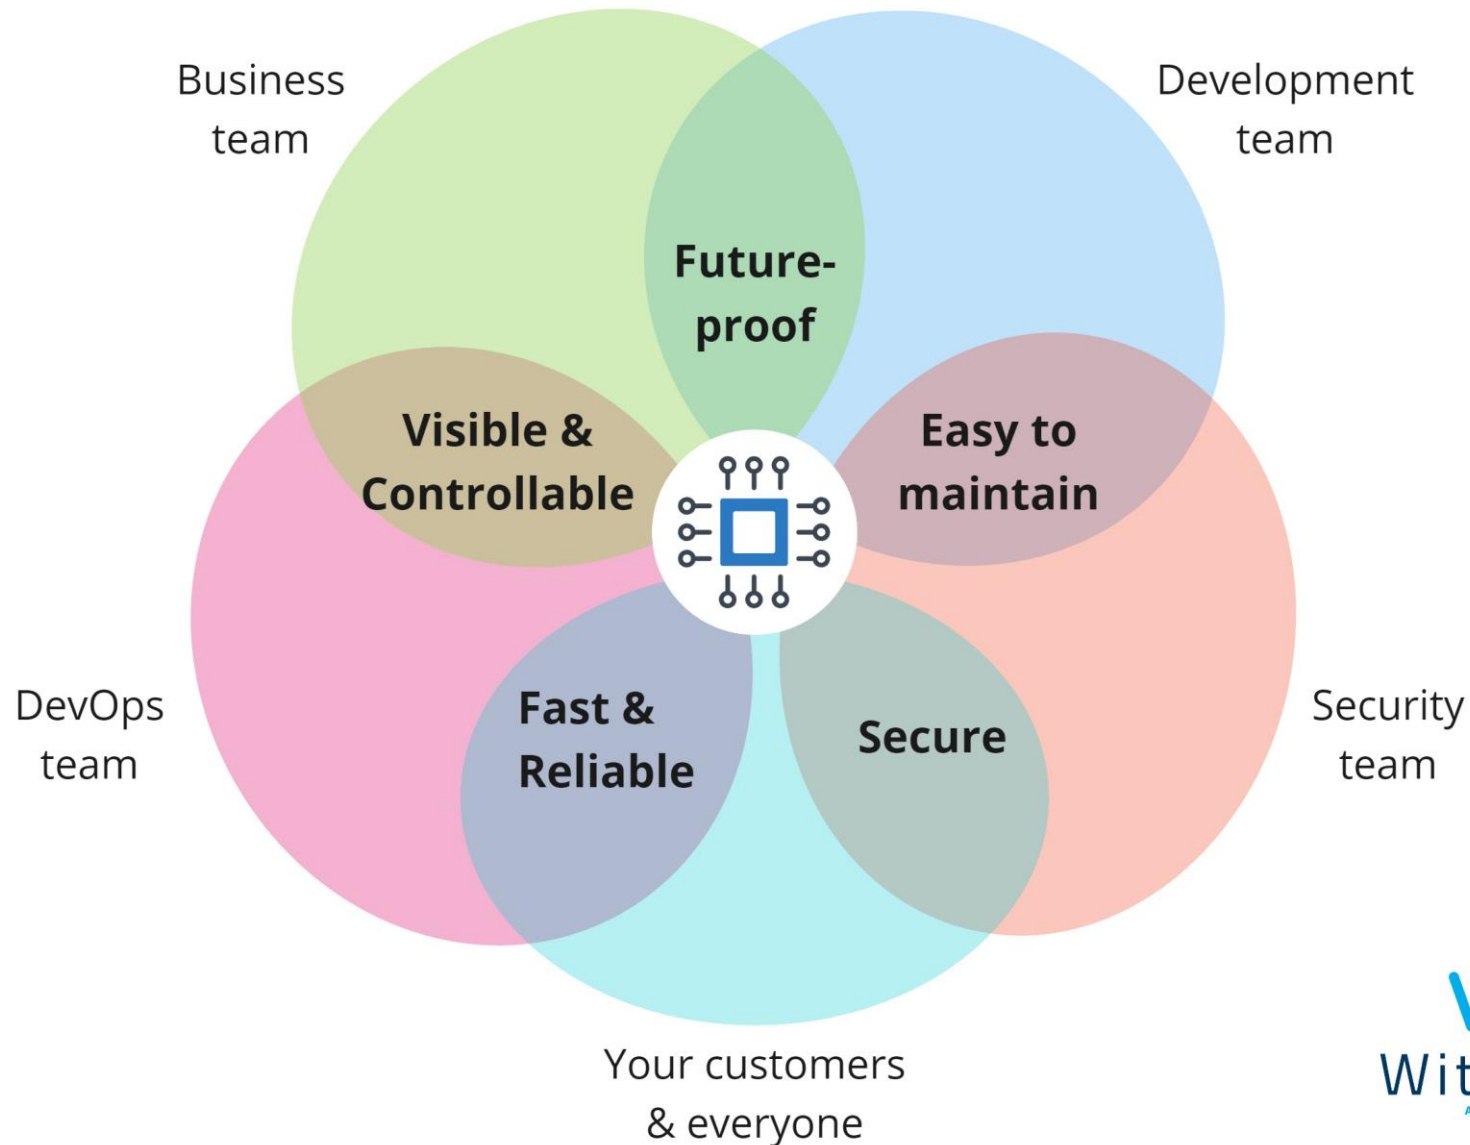 Business
team
Development
team
Future-
proof
Visible &
Controllable
Easy to
maintain
DevOps
team
Fast &
Reliable
Secure
Security
team
Your customers
& everyone
Wit